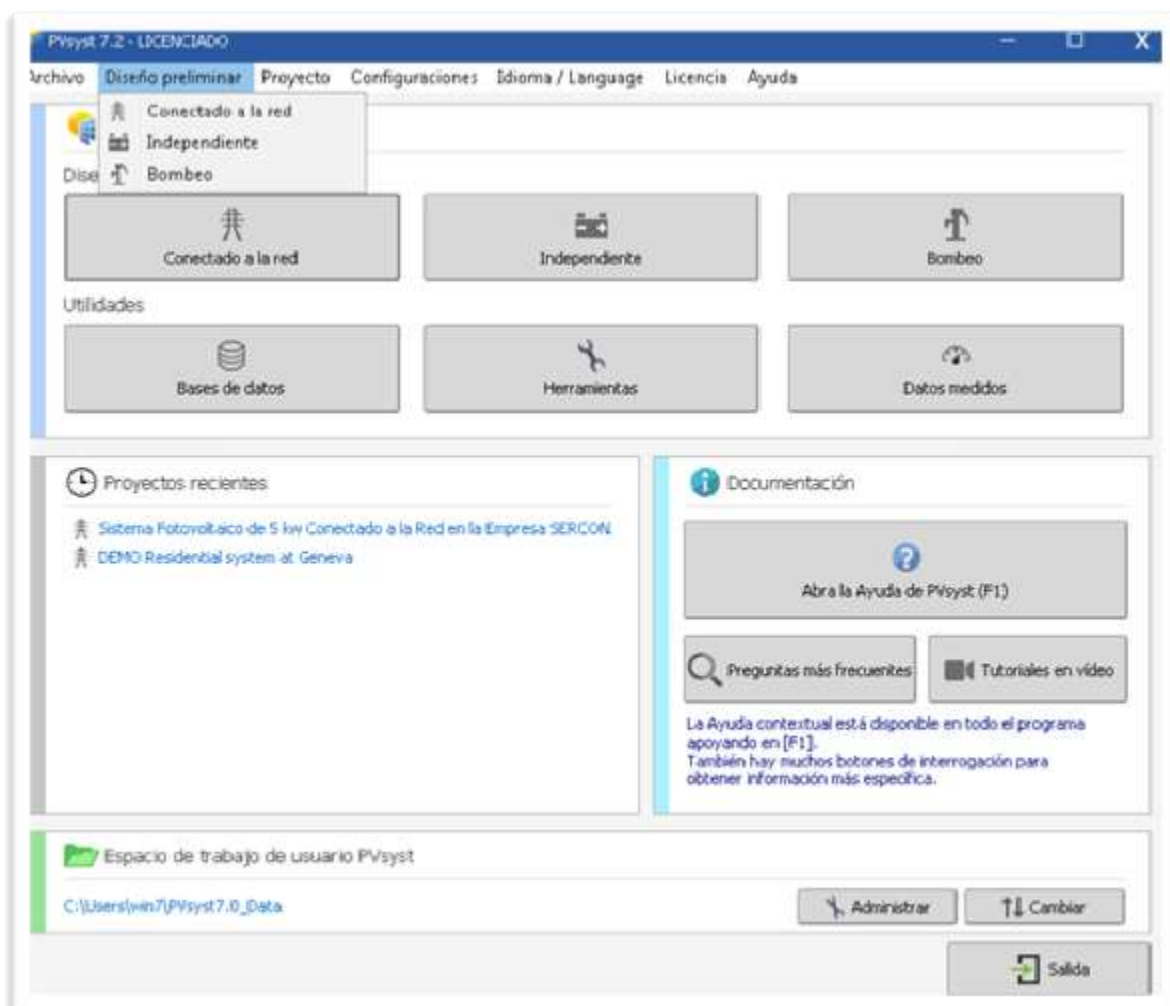 PVsyst 7.2 - LICENCIADO
Archivo Diseño preliminar Proyecto Configuraciones Idioma / Language Licencia Ayuda
Conectado a la red
Independiente
Bombeo
Dise
Conectado a la red
Independiente
Bombeo
Utilidades
Bases de datos
Herramientas
Datos medidos
Proyectos recientes
Sistema Fotovoltaico de 5 kw Conectado a la Red en la Empresa SERCON
DEMO Residential system at Geneva
Documentación
Abra la Ayuda de PVsyst (F1)
Preguntas más frecuentes
Tutoriales en vídeo
La Ayuda contextual está disponible en todo el programa
apoyando en [F1].
También hay muchos botones de interrogación para
obtener información más específica.
Espacio de trabajo de usuario PVsyst
C:\Users\win7\PVsyst7.0_Data
Administrar
Cambiar
Salida